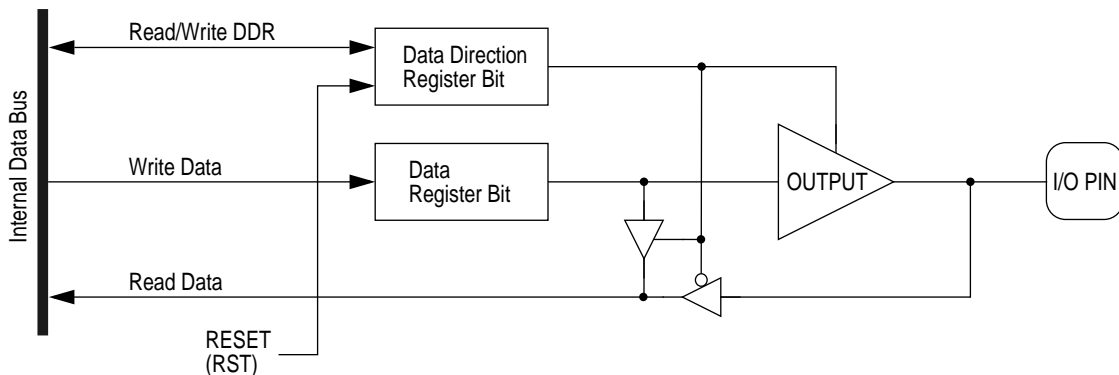 Read/Write DDR
Data Direction
Register Bit
Internal Data Bus
Write Data
Data
Register Bit
OUTPUT
I/O PIN
Read Data
RESET
(RST)